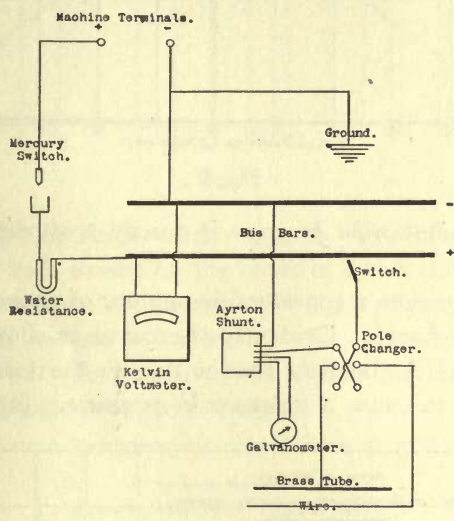 Machine Terminals.
+ -
Ground.
Mercury
Switch.
-
Bus Bars.
+
Switch.
Water
Resistance.
Ayrton
Shunt.
Pole
Changer.
Kelvin
Voltmeter.
Galvanometer.
Brass Tube.
Wire.